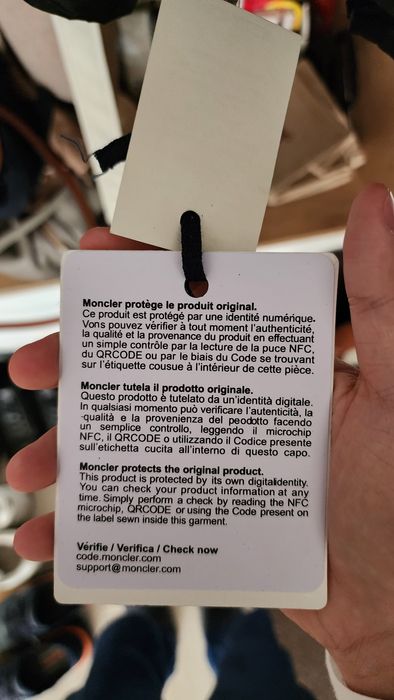 Moncler protège le produit original.
Ce produit est protégé par une identité numérique.
Vons pouvez vérifier à tout moment l'authenticité,
la qualité et la provenance du produit en effectuant
un simple contrôle par la lecture de la puce NFC,
du QRCODE ou par le biais du Code se trouvant
sur l'étiquette cousue à l'intérieur de cette pièce.
Moncler tutela il prodotto originale.
Questo prodotto è tutelato da un'identità digitale.
In qualsiasi momento può verificare l'autenticità, la
qualità e la provenienza del peodotto facendo
un semplice controllo, leggendo il microchip
NFC, il QRCODE o utilizzando il Codice presente
sull'etichetta cucita all'interno di questo capo.
Moncler protects the original product.
This product is protected by its own digitalidentity.
You can check your product information at any
time. Simply perform a check by reading the NFC
microchip, QRCODE or using the Code present on
the label sewn inside this garment.
Vérifie / Verifica / Check now
code.moncler.com
support@moncler.com